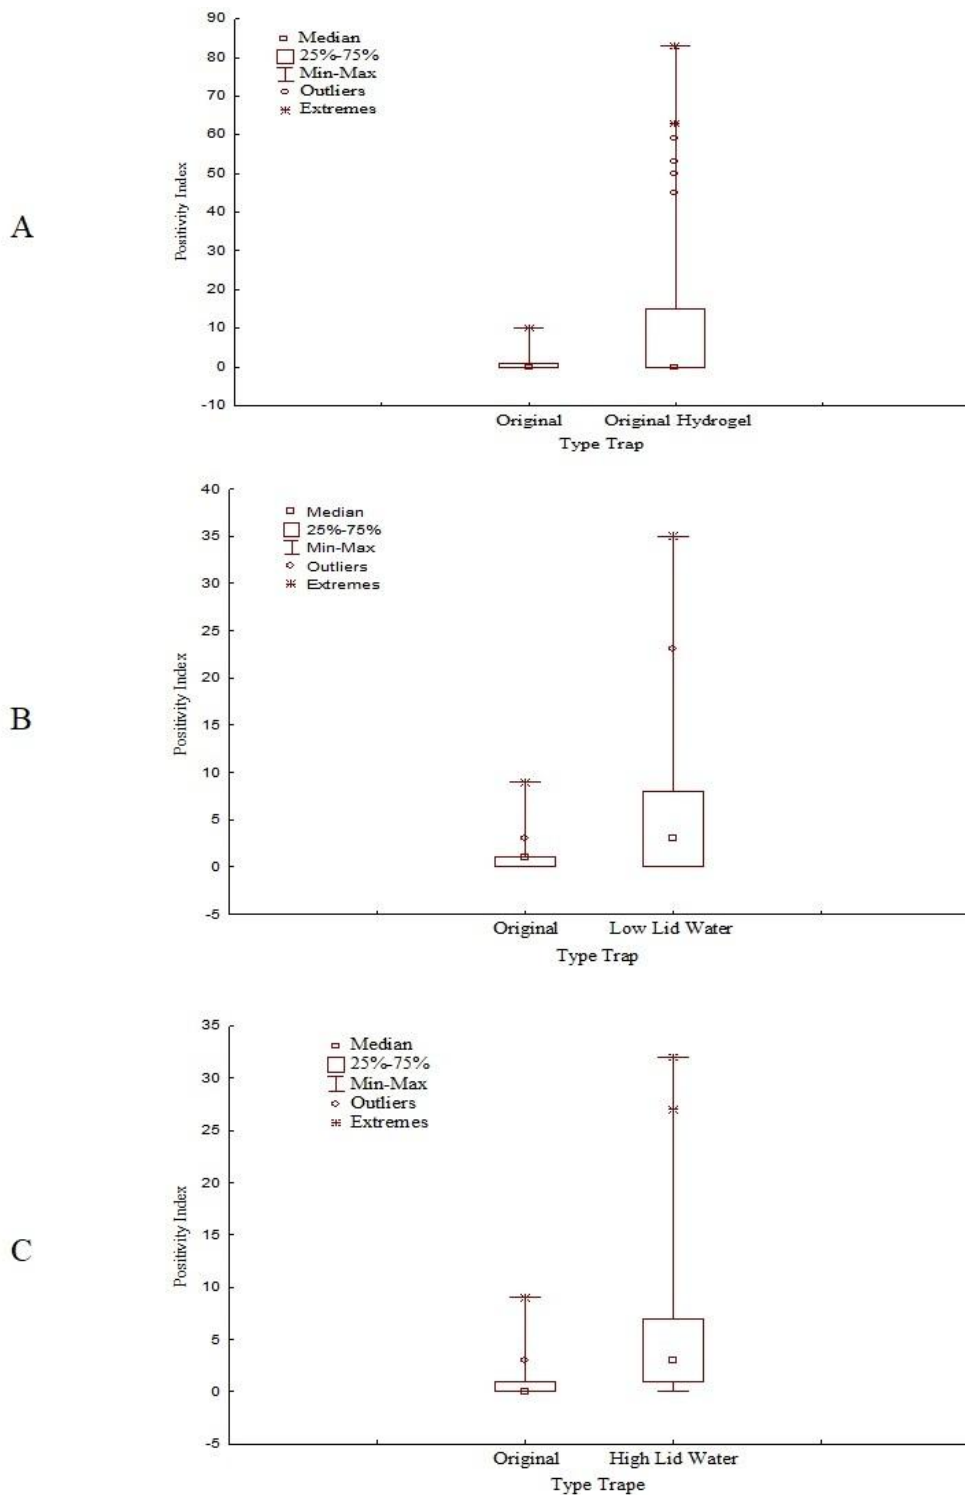 A
Positivity Index
90
80
70
60
50
40
30
20
10
0
-10
Median
25%-75%
Min-Max
Outliers
Extremes
Original Original Hydrogel
Type Trap
B
Positivity Index
40
35
30
25
20
15
10
5
0
-5
Median
25%-75%
Min-Max
Outliers
Extremes
Original Low Lid Water
Type Trap
C
Positivity Index
35
30
25
20
15
10
5
0
-5
Median
25%-75%
Min-Max
Outliers
Extremes
Original High Lid Water
Type Trape